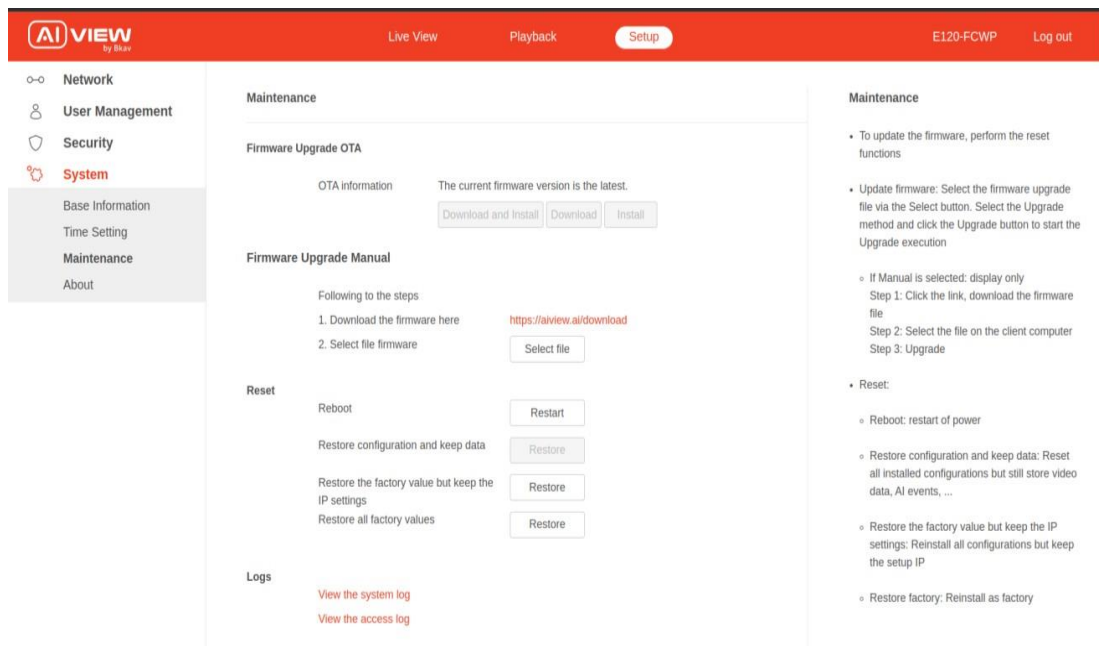 AI VIEW
by Bkav
Live View
Playback
Setup
E120-FCWP
Log out
Network
User Management
Security
System
Base Information
Time Setting
Maintenance
About
Maintenance
Firmware Upgrade OTA
OTA information
The current firmware version is the latest.
Download and Install
Download
Install
Firmware Upgrade Manual
Following to the steps
1. Download the firmware here
https://aiview.ai/download
2. Select file firmware
Select file
Reset
Reboot
Restart
Restore configuration and keep data
Restore
Restore the factory value but keep the
IP settings
Restore
Restore all factory values
Restore
Logs
View the system log
View the access log
Maintenance
• To update the firmware, perform the reset
functions
• Update firmware: Select the firmware upgrade
file via the Select button. Select the Upgrade
method and click the Upgrade button to start the
Upgrade execution
◦ If Manual is selected: display only
Step 1: Click the link, download the firmware
file
Step 2: Select the file on the client computer
Step 3: Upgrade
• Reset:
◦ Reboot: restart of power
◦ Restore configuration and keep data: Reset
all installed configurations but still store video
data, AI events, ...
◦ Restore the factory value but keep the IP
settings: Reinstall all configurations but keep
the setup IP
◦ Restore factory: Reinstall as factory